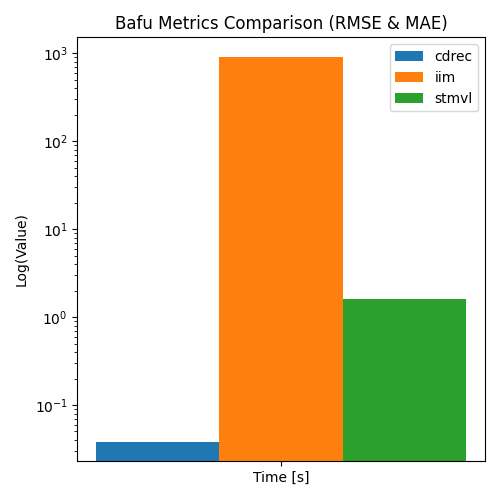 Bafu Metrics Comparison (RMSE & MAE)
cdrec
iim
stmvl
Log(Value)
10³
10²
10¹
10⁰
10⁻¹
Time [s]